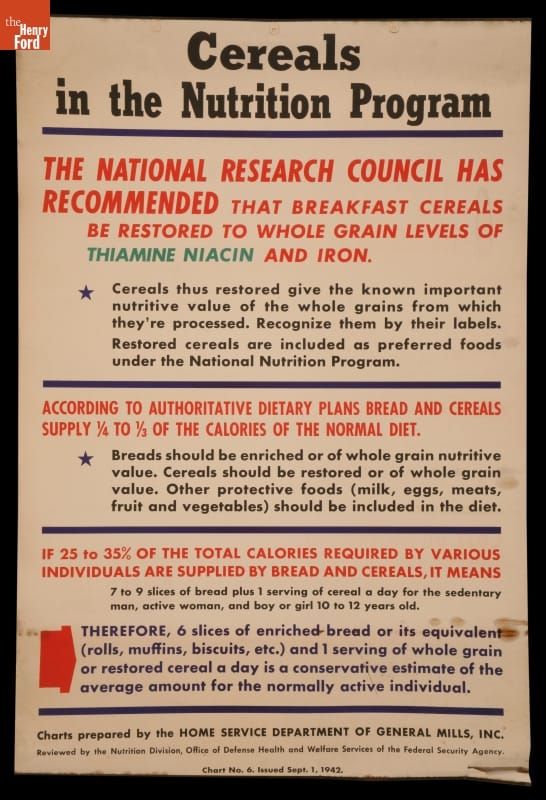 the
Henry
Ford
Cereals
in the Nutrition Program
THE NATIONAL RESEARCH COUNCIL HAS
RECOMMENDED THAT BREAKFAST CEREALS
BE RESTORED TO WHOLE GRAIN LEVELS OF
THIAMINE NIACIN AND IRON.
★ Cereals thus restored give the known important
nutritive value of the whole grains from which
they're processed. Recognize them by their labels.
Restored cereals are included as preferred foods
under the National Nutrition Program.
ACCORDING TO AUTHORITATIVE DIETARY PLANS BREAD AND CEREALS
SUPPLY ¼ TO ⅓ OF THE CALORIES OF THE NORMAL DIET.
★ Breads should be enriched or of whole grain nutritive
value. Cereals should be restored or of whole grain
value. Other protective foods (milk, eggs, meats,
fruit and vegetables) should be included in the diet.
IF 25 to 35% OF THE TOTAL CALORIES REQUIRED BY VARIOUS
INDIVIDUALS ARE SUPPLIED BY BREAD AND CEREALS, IT MEANS
7 to 9 slices of bread plus 1 serving of cereal a day for the sedentary
man, active woman, and boy or girl 10 to 12 years old.
THEREFORE, 6 slices of enriched bread or its equivalent
(rolls, muffins, biscuits, etc.) and 1 serving of whole grain
or restored cereal a day is a conservative estimate of the
average amount for the normally active individual.
Charts prepared by the HOME SERVICE DEPARTMENT OF GENERAL MILLS, INC.
Reviewed by the Nutrition Division, Office of Defense Health and Welfare Services of the Federal Security Agency.
Chart No. 6. Issued Sept. 1, 1942.